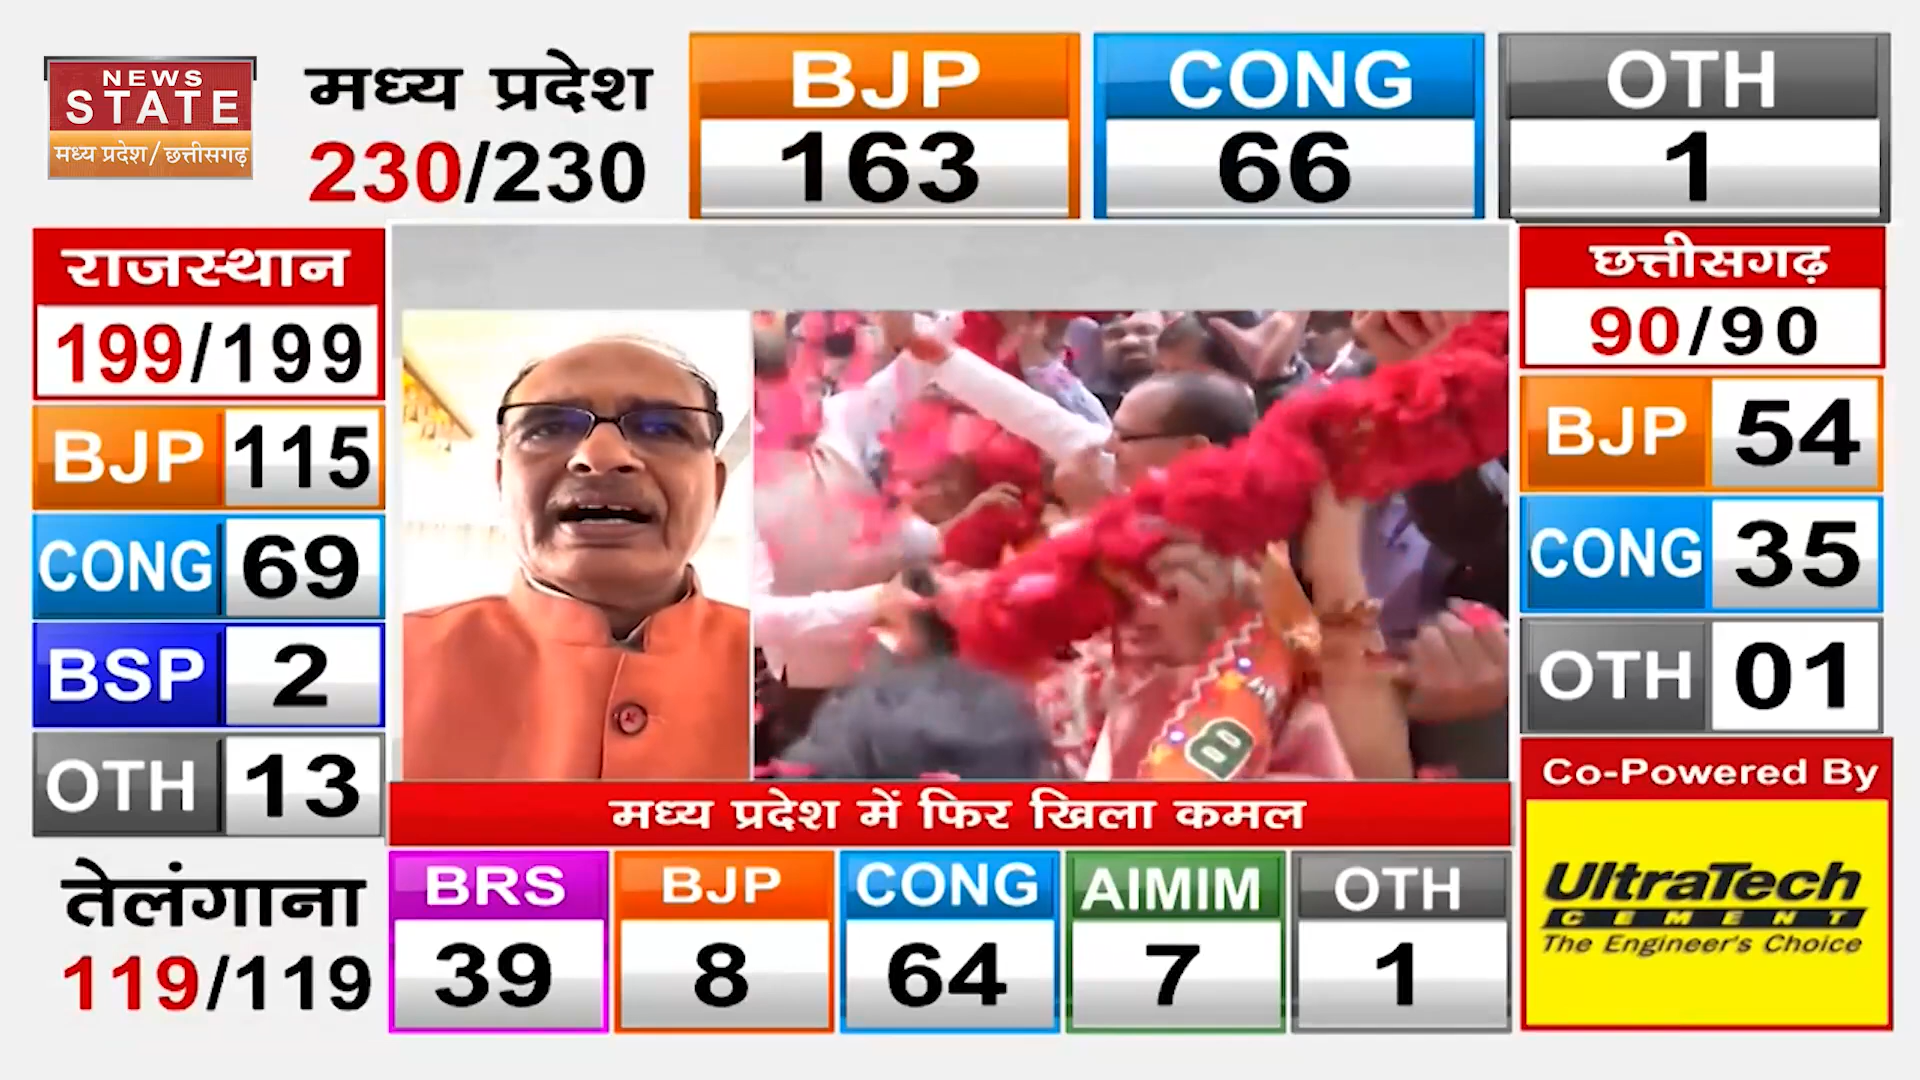 NEWS
STATE
मध्य प्रदेश/छत्तीसगढ़
मध्य प्रदेश
230/230
BJP
163
CONG
66
OTH
1
राजस्थान
199/199
BJP 115
CONG 69
BSP 2
OTH 13
छत्तीसगढ़
90/90
BJP 54
CONG 35
OTH 01
मध्य प्रदेश में फिर खिला कमल
तेलंगाना
119/119
BRS
39
BJP
8
CONG
64
AIMIM
7
OTH
1
Co-Powered By
UltraTech
CEMENT
The Engineer's Choice